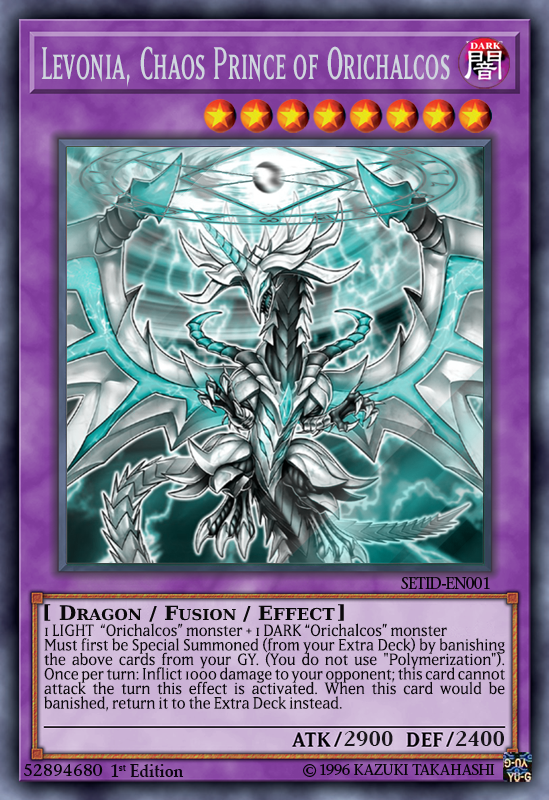 Levonia, Chaos Prince of Orichalcos
DARK
闇
SETID-EN001
[ Dragon / Fusion / Effect ]
1 LIGHT "Orichalcos" monster + 1 DARK "Orichalcos" monster
Must first be Special Summoned (from your Extra Deck) by banishing
the above cards from your GY. (You do not use "Polymerization").
Once per turn: Inflict 1000 damage to your opponent; this card cannot
attack the turn this effect is activated. When this card would be
banished, return it to the Extra Deck instead.
ATK/2900 DEF/2400
52894680 1st Edition
© 1996 KAZUKI TAKAHASHI
YU-G